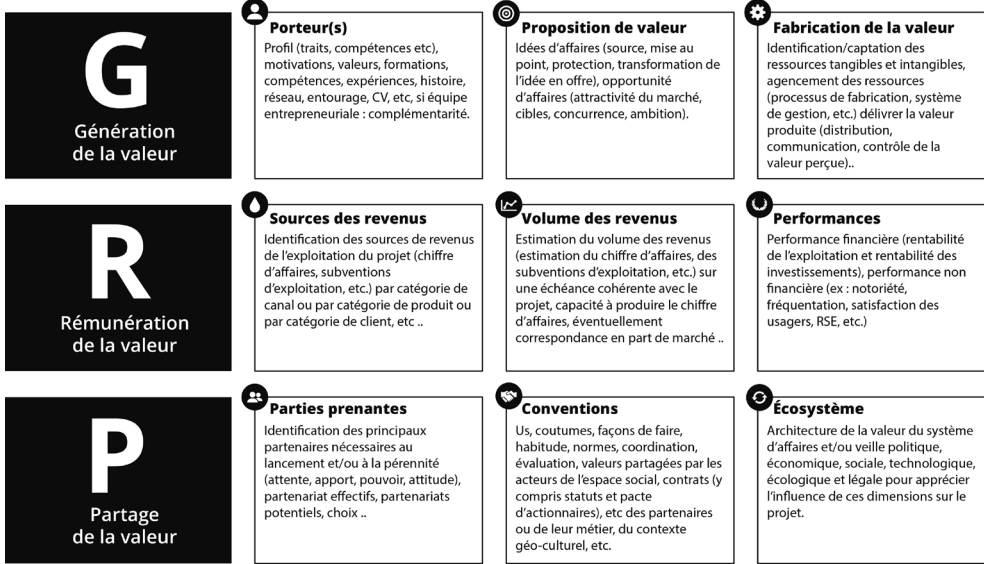 G
Génération
de la valeur
Porteur(s)
Profil (traits, compétences etc),
motivations, valeurs, formations,
compétences, expériences, histoire,
réseau, entourage, CV, etc, si équipe
entrepreneuriale : complémentarité.
Proposition de valeur
Idées d'affaires (source, mise au
point, protection, transformation de
l'idée en offre), opportunité
d'affaires (attractivité du marché,
cibles, concurrence, ambition).
Fabrication de la valeur
Identification/captation des
ressources tangibles et intangibles,
agencement des ressources
(processus de fabrication, système
de gestion, etc.) délivrer la valeur
produite (distribution,
communication, contrôle de la
valeur perçue)..
R
Rémunération
de la valeur
Sources des revenus
Identification des sources de revenus
de l'exploitation du projet (chiffre
d'affaires, subventions
d'exploitation, etc.) par catégorie de
canal ou par catégorie de produit ou
par catégorie de client, etc ..
Volume des revenus
Estimation du volume des revenus
(estimation du chiffre d'affaires, des
subventions d'exploitation, etc.) sur
une échéance cohérente avec le
projet, capacité à produire le chiffre
d'affaires, éventuellement
correspondance en part de marché ..
Performances
Performance financière (rentabilité
de l'exploitation et rentabilité des
investissements), performance non
financière (ex : notoriété,
fréquentation, satisfaction des
usagers, RSE, etc.)
P
Partage
de la valeur
Parties prenantes
Identification des principaux
partenaires nécessaires au
lancement et/ou à la pérennité
(attente, apport, pouvoir, attitude),
partenariat effectifs, partenariats
potentiels, choix ..
Conventions
Us, coutumes, façons de faire,
habitude, normes, coordination,
évaluation, valeurs partagées par les
acteurs de l'espace social, contrats (y
compris statuts et pacte
d'actionnaires), etc des partenaires
ou de leur métier, du contexte
géo-culturel, etc.
Écosystème
Architecture de la valeur du système
d'affaires et/ou veille politique,
économique, sociale, technologique,
écologique et légale pour apprécier
l'influence de ces dimensions sur le
projet.